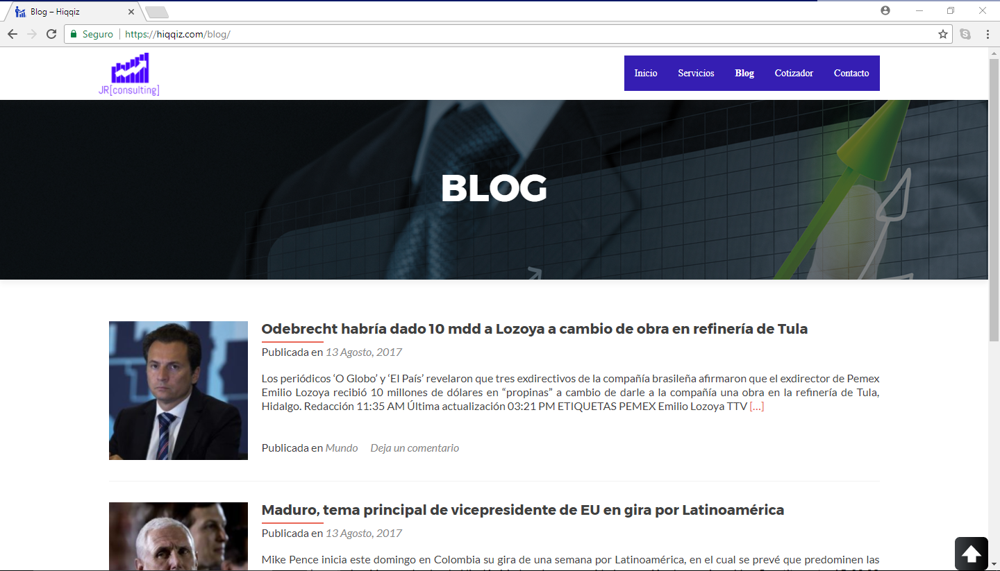 Blog – Hiqqiz
Seguro
https://hiqqiz.com/blog/
JR[consulting]
Inicio Servicios Blog Cotizador Contacto
BLOG
Odebrecht habría dado 10 mdd a Lozoya a cambio de obra en refinería de Tula
Publicada en 13 Agosto, 2017
Los periódicos ‘O Globo’ y ‘El País’ revelaron que tres exdirectivos de la compañía brasileña afirmaron que el exdirector de Pemex
Emilio Lozoya recibió 10 millones de dólares en “propinas” a cambio de darle a la compañía una obra en la refinería de Tula,
Hidalgo. Redacción 11:35 AM Última actualización 03:21 PM ETIQUETAS PEMEX Emilio Lozoya TTV […]
Publicada en Mundo Deja un comentario
Maduro, tema principal de vicepresidente de EU en gira por Latinoamérica
Publicada en 13 Agosto, 2017
Mike Pence inicia este domingo en Colombia su gira de una semana por Latinoamérica, en el cual se prevé que predominen las